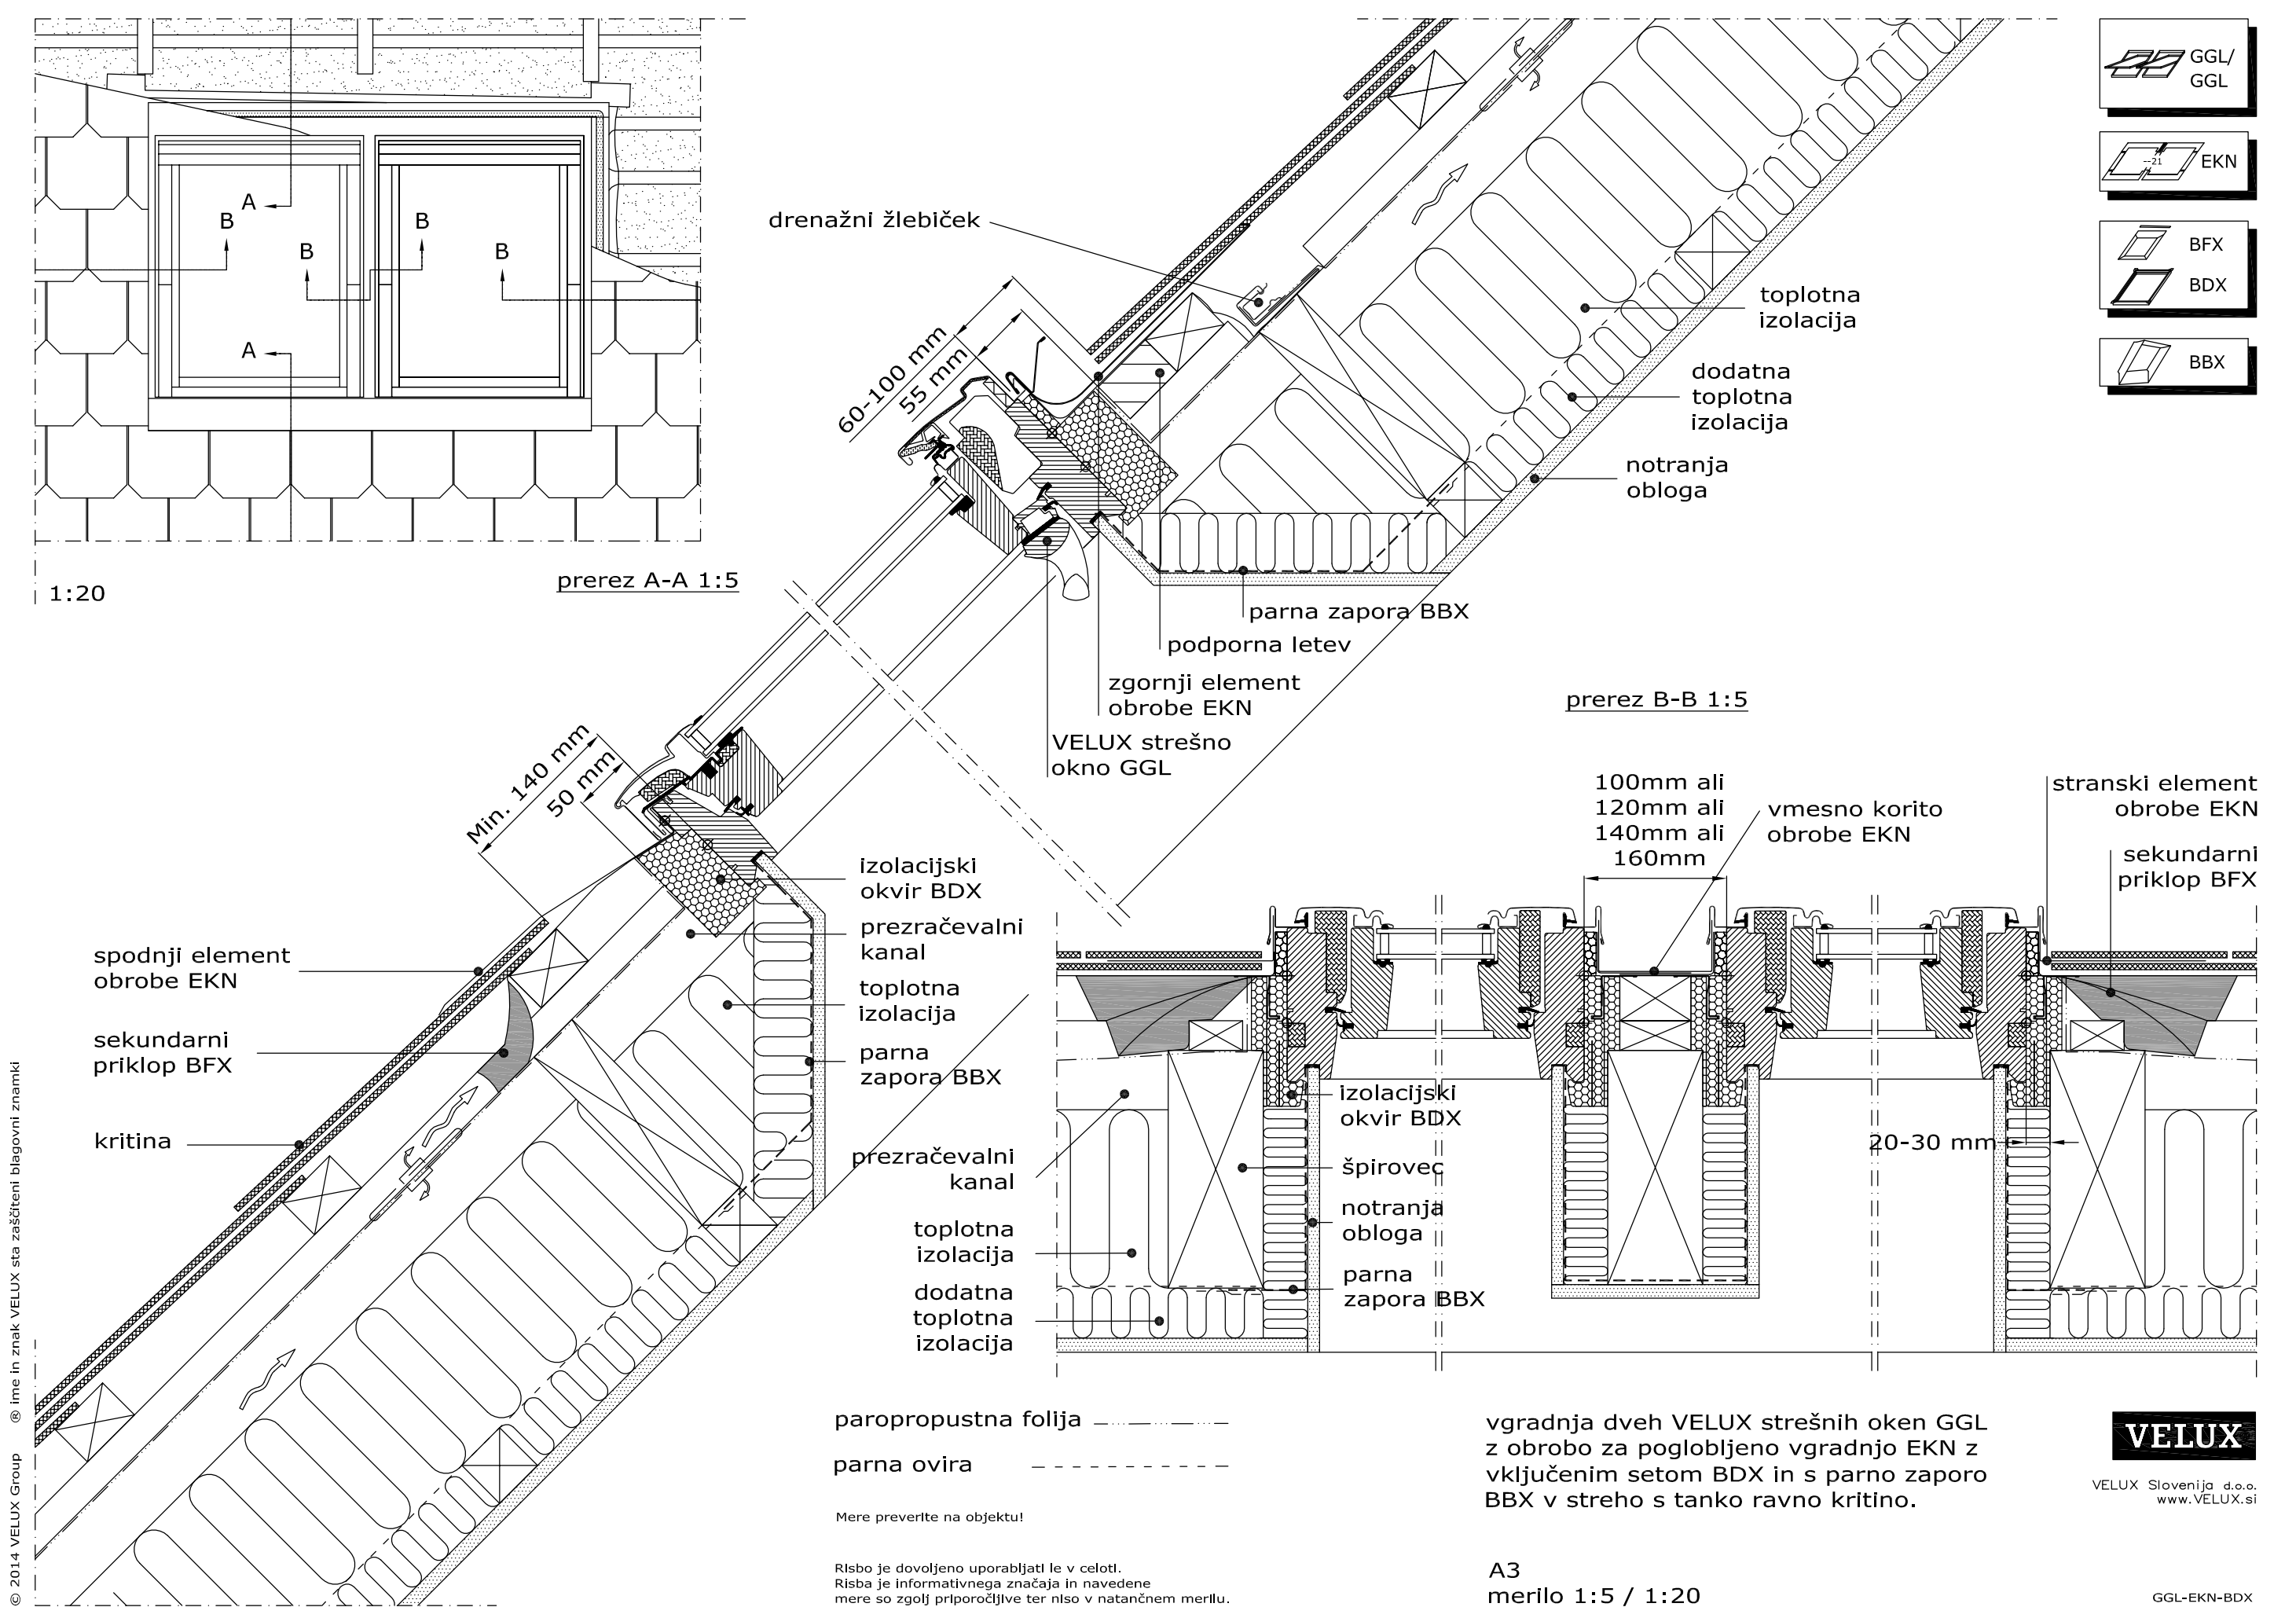 A
B
B
B
B
A
1:20
prerez A-A 1:5
drenažni žlebiček
60-100 mm
55 mm
toplotna
izolacija
dodatna
toplotna
izolacija
notranja
obloga
parna zapora BBX
podporna letev
zgornji element
obrobe EKN
VELUX strešno
okno GGL
GGL/
GGL
--21
EKN
BFX
BDX
BBX
Min. 140 mm
50 mm
izolacijski
okvir BDX
prezračevalni
kanal
toplotna
izolacija
parna
zapora BBX
spodnji element
obrobe EKN
sekundarni
priklop BFX
kritina
prerez B-B 1:5
100mm ali
120mm ali
140mm ali
160mm
vmesno korito
obrobe EKN
stranski element
obrobe EKN
sekundarni
priklop BFX
izolacijski
okvir BDX
20-30 mm
prezračevalni
kanal
špirovec
notranja
obloga
toplotna
izolacija
parna
zapora BBX
dodatna
toplotna
izolacija
paropropustna folija
parna ovira
Mere preverite na objektu!
Risbo je dovoljeno uporabljati le v celoti.
Risba je informativnega značaja in navedene
mere so zgolj priporočljive ter niso v natančnem merilu.
vgradnja dveh VELUX strešnih oken GGL
z obrobo za poglobljeno vgradnjo EKN z
vključenim setom BDX in s parno zaporo
BBX v streho s tanko ravno kritino.
A3
merilo 1:5 / 1:20
VELUX
VELUX Slovenija d.o.o.
www.VELUX.si
GGL-EKN-BDX
© 2014 VELUX Group ® ime in znak VELUX sta zaščiteni blagovni znamki